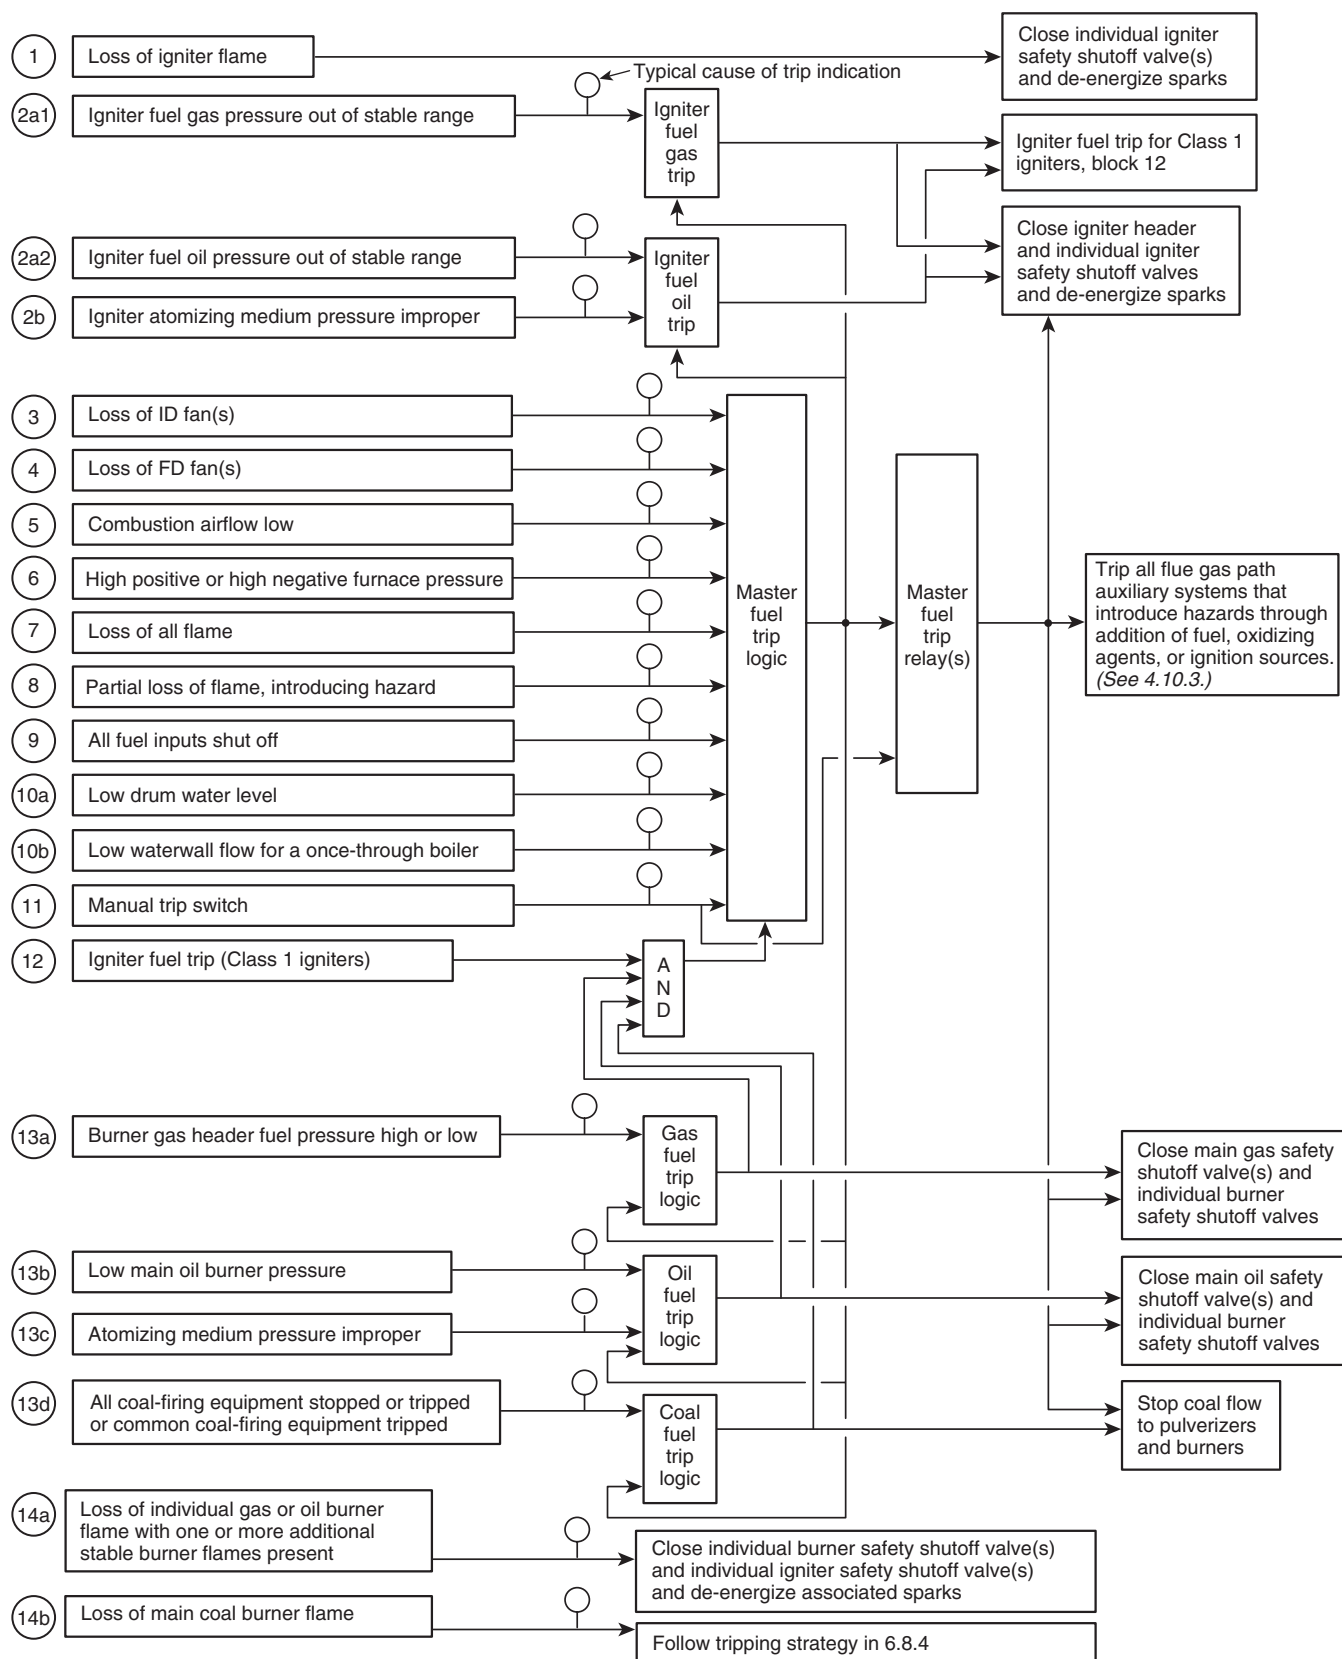 1
Loss of igniter flame
Close individual igniter
safety shutoff valve(s)
and de-energize sparks
Typical cause of trip indication
2a1
Igniter fuel gas pressure out of stable range
Igniter
fuel
gas
trip
Igniter fuel trip for Class 1
igniters, block 12
2a2
Igniter fuel oil pressure out of stable range
Igniter
fuel
oil
trip
Close igniter header
and individual igniter
safety shutoff valves
and de-energize sparks
2b
Igniter atomizing medium pressure improper
3
Loss of ID fan(s)
4
Loss of FD fan(s)
5
Combustion airflow low
6
High positive or high negative furnace pressure
7
Loss of all flame
8
Partial loss of flame, introducing hazard
9
All fuel inputs shut off
10a
Low drum water level
10b
Low waterwall flow for a once-through boiler
11
Manual trip switch
Master
fuel
trip
logic
Master
fuel
trip
relay(s)
Trip all flue gas path
auxiliary systems that
introduce hazards through
addition of fuel, oxidizing
agents, or ignition sources.
(See 4.10.3.)
12
Igniter fuel trip (Class 1 igniters)
A
N
D
13a
Burner gas header fuel pressure high or low
Gas
fuel
trip
logic
Close main gas safety
shutoff valve(s) and
individual burner
safety shutoff valves
13b
Low main oil burner pressure
13c
Atomizing medium pressure improper
Oil
fuel
trip
logic
Close main oil safety
shutoff valve(s) and
individual burner
safety shutoff valves
13d
All coal-firing equipment stopped or tripped
or common coal-firing equipment tripped
Coal
fuel
trip
logic
Stop coal flow
to pulverizers
and burners
14a
Loss of individual gas or oil burner
flame with one or more additional
stable burner flames present
Close individual burner safety shutoff valve(s)
and individual igniter safety shutoff valve(s)
and de-energize associated sparks
14b
Loss of main coal burner flame
Follow tripping strategy in 6.8.4